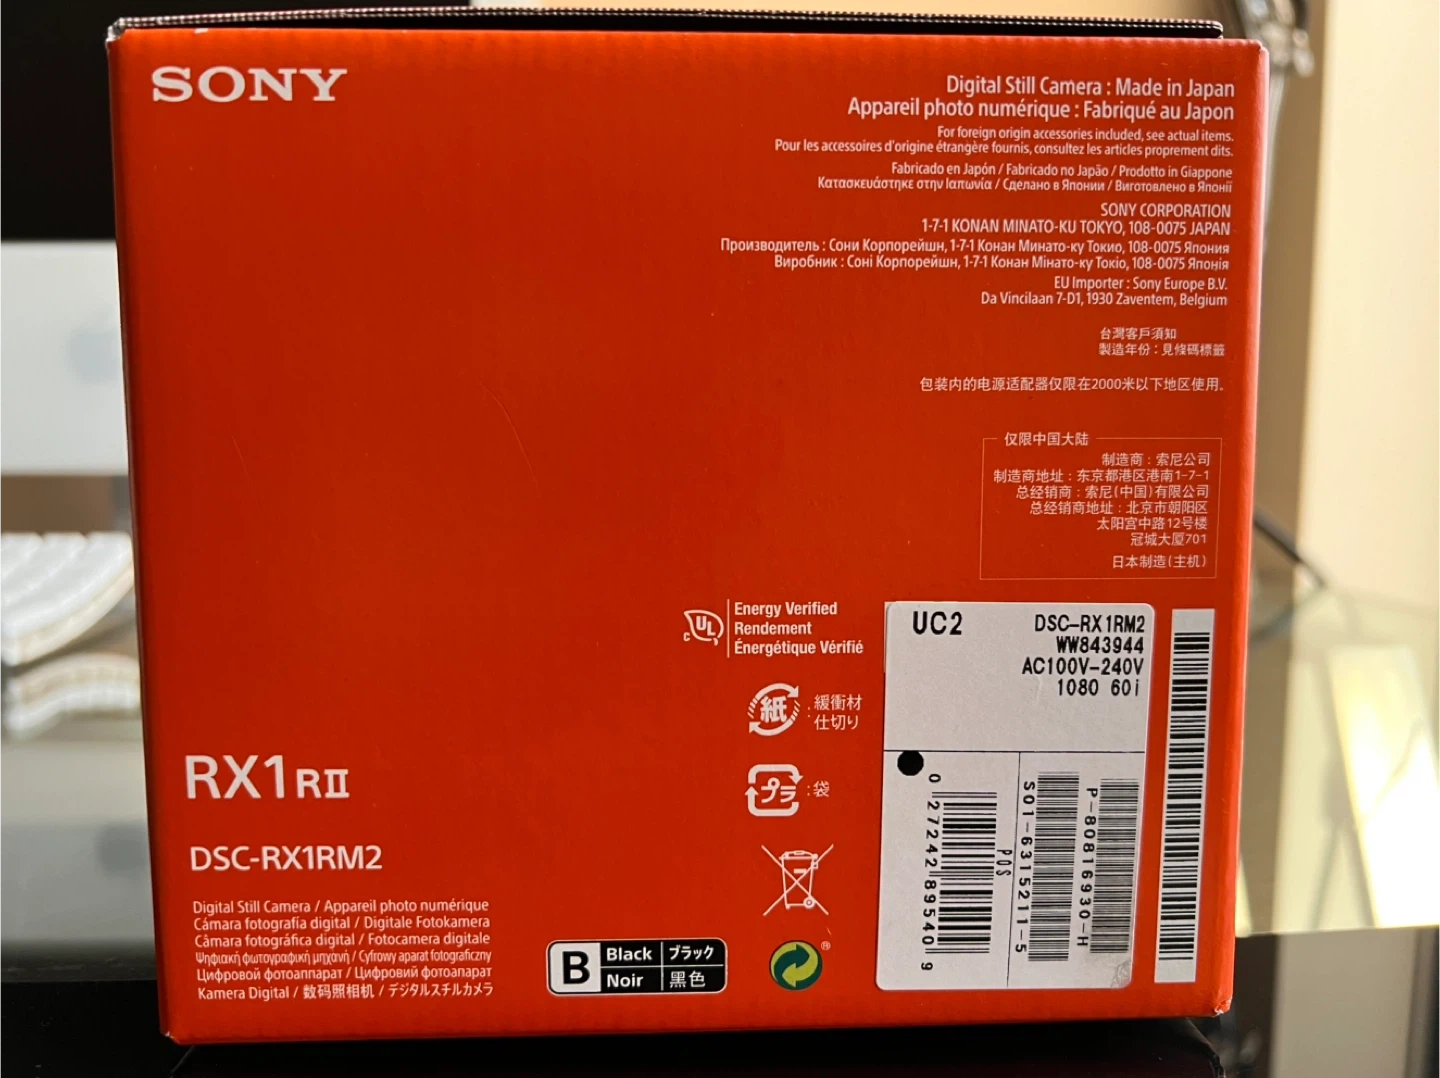 SONY
Digital Still Camera : Made in Japan
Appareil photo numérique : Fabriqué au Japon
For foreign origin accessories included, see actual items.
Pour les accessoires d'origine étrangère fournis, consultez les articles proprement dits.
Fabricado en Japón / Fabricado no Japão / Prodotto in Giappone
Κατασκευάστηκε στην Ιαπωνία / Сделано в Японии / Виготовлено в Японії
SONY CORPORATION
1-7-1 KONAN MINATO-KU TOKYO, 108-0075 JAPAN
Производитель : Сони Корпорейшн, 1-7-1 Конан Минато-ку Токио, 108-0075 Япония
Виробник : Соні Корпорейшн, 1-7-1 Конан Мінато-ку Токіо, 108-0075 Японія
EU Importer : Sony Europe B.V.
Da Vincilaan 7-D1, 1930 Zaventem, Belgium
台灣客戶須知
製造年份：見條碼標籤
包装内的电源适配器仅限在2000米以下地区使用。
仅限中国大陆
制造商：索尼公司
制造商地址：东京都港区港南1-7-1
总经销商：索尼(中国)有限公司
总经销商地址：北京市朝阳区
太阳宫中路12号楼
冠城大厦701
日本制造(主机)
C UL
Energy Verified
Rendement
Énergétique Vérifié
紙：緩衝材
仕切り
プラ：袋
UC2
DSC-RX1RM2
WW843944
AC100V-240V
1080 60i
0 27242 89540 9
POS
S01-6315211-5
P-80816930-H
RX1RII
DSC-RX1RM2
Digital Still Camera / Appareil photo numérique
Cámara fotografía digital / Digitale Fotokamera
Câmara fotográfica digital / Fotocamera digitale
Ψηφιακή φωτογραφική μηχανή / Cyfrowy aparat fotograficzny
Цифровой фотоаппарат / Цифровий фотоапарат
Kamera Digital / 数码照相机 / デジタルスチルカメラ
B
Black ブラック
Noir 黑色
®